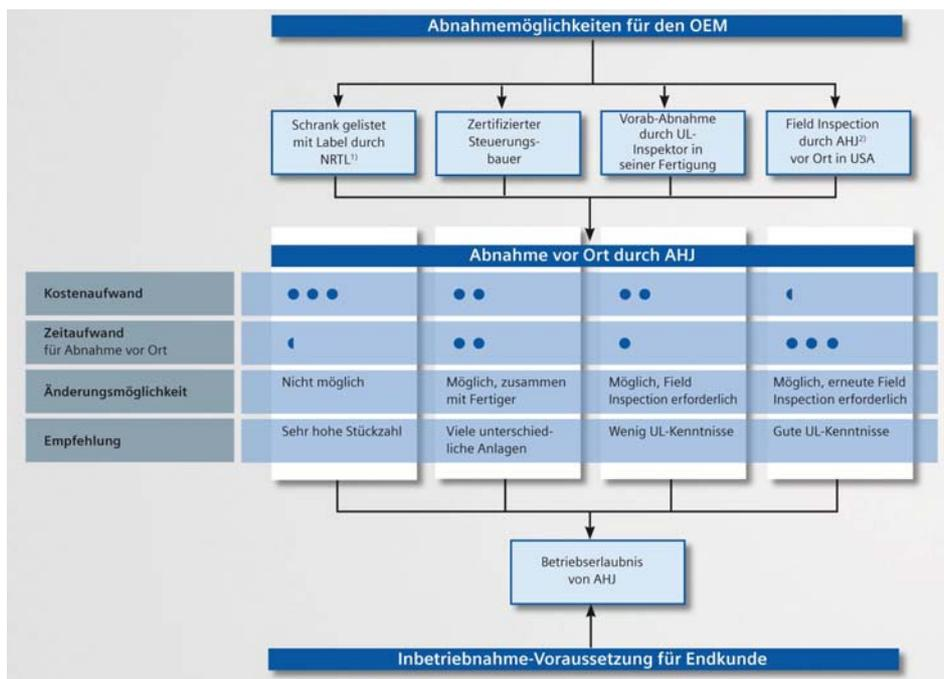 Abnahmemöglichkeiten für den OEM
Schrank gelistet
mit Label durch
NRTL¹⁾
Zertifizierter
Steuerungs-
bauer
Vorab-Abnahme
durch UL-
Inspektor in
seiner Fertigung
Field Inspection
durch AHJ²⁾
vor Ort in USA
Abnahme vor Ort durch AHJ
Kostenaufwand
Zeitaufwand
für Abnahme vor Ort
Änderungsmöglichkeit
Nicht möglich
Möglich, zusammen
mit Fertiger
Möglich, Field
Inspection erforderlich
Möglich, erneute Field
Inspection erforderlich
Empfehlung
Sehr hohe Stückzahl
Viele unterschied-
liche Anlagen
Wenig UL-Kenntnisse
Gute UL-Kenntnisse
Betriebserlaubnis
von AHJ
Inbetriebnahme-Voraussetzung für Endkunde